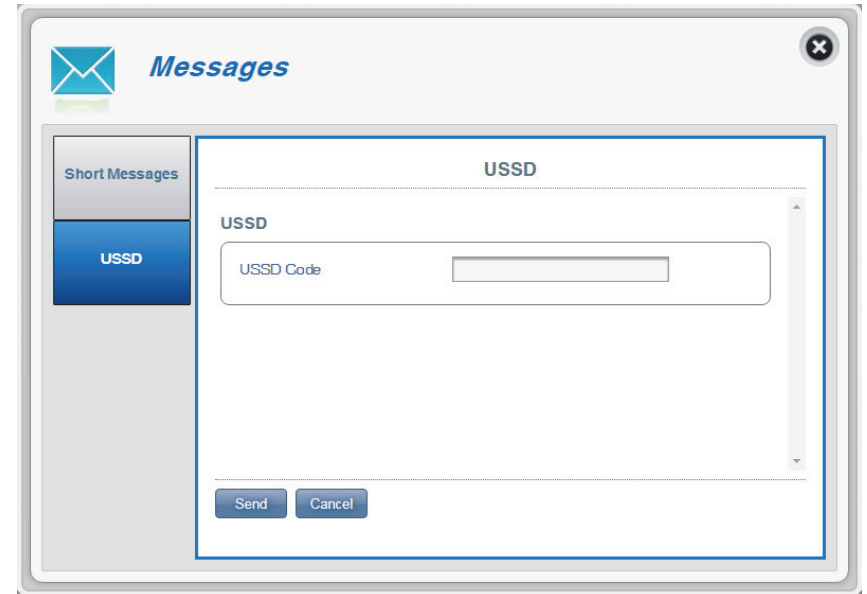 Messages
Short Messages
USSD
USSD
USSD
USSD Code
Send Cancel